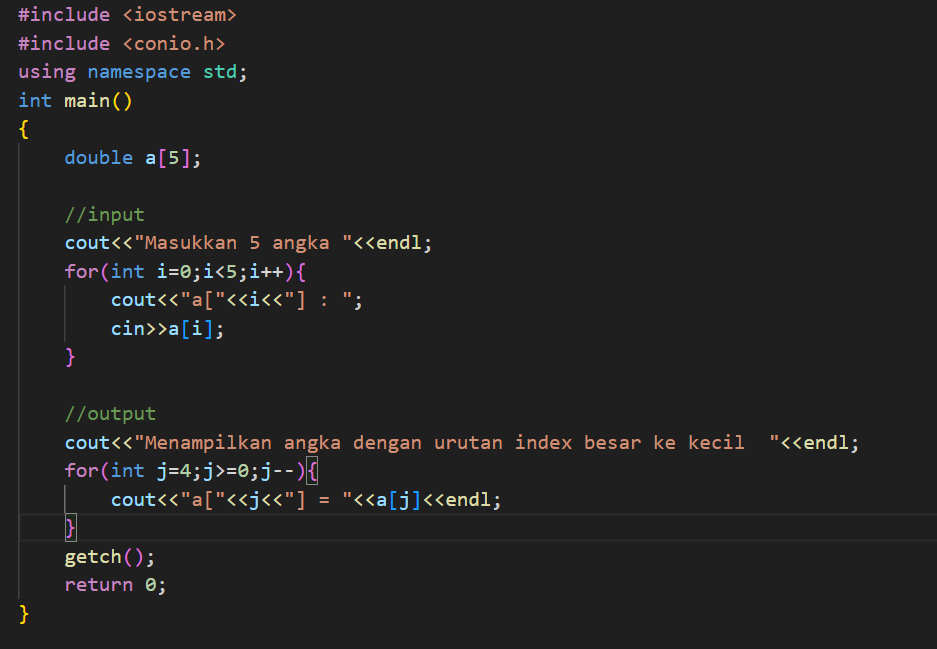 #include <iostream>
#include <conio.h>
using namespace std;
int main()
{
    double a[5];

    //input
    cout<<"Masukkan 5 angka "<<endl;
    for(int i=0;i<5;i++){
        cout<<"a["<<i<<"] : ";
        cin>>a[i];
    }

    //output
    cout<<"Menampilkan angka dengan urutan index besar ke kecil  "<<endl;
    for(int j=4;j>=0;j--){
        cout<<"a["<<j<<"] = "<<a[j]<<endl;
    }
    getch();
    return 0;
}